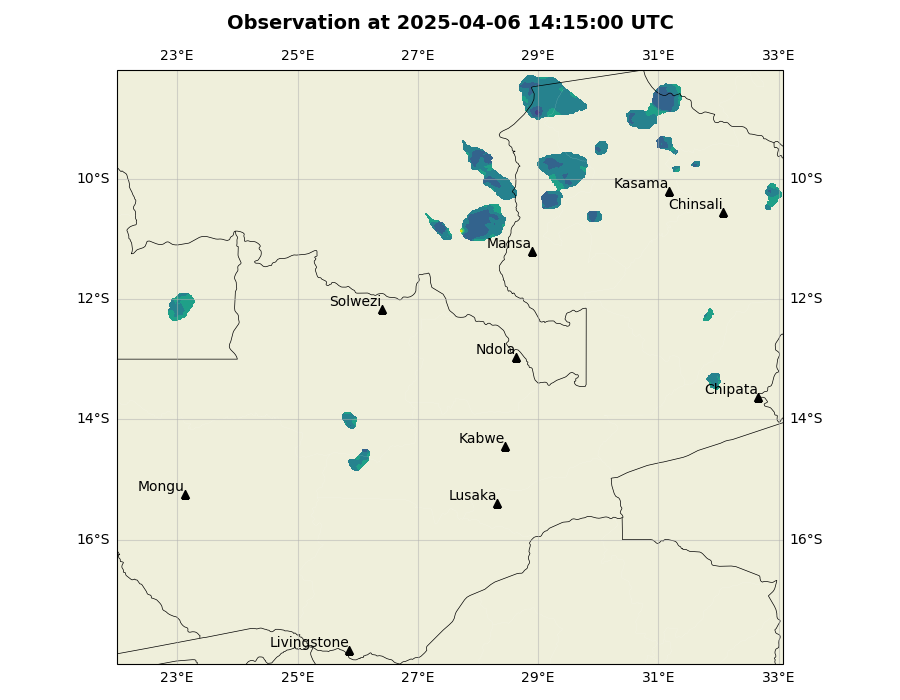 Observation at 2025-04-06 14:15:00 UTC
23°E 25°E 27°E 29°E 31°E 33°E
10°S 10°S
Kasama
Chinsali
Mansa
12°S 12°S
Solwezi
Ndola
Chipata
14°S 14°S
Kabwe
Mongu
Lusaka
16°S 16°S
Livingstone
23°E 25°E 27°E 29°E 31°E 33°E